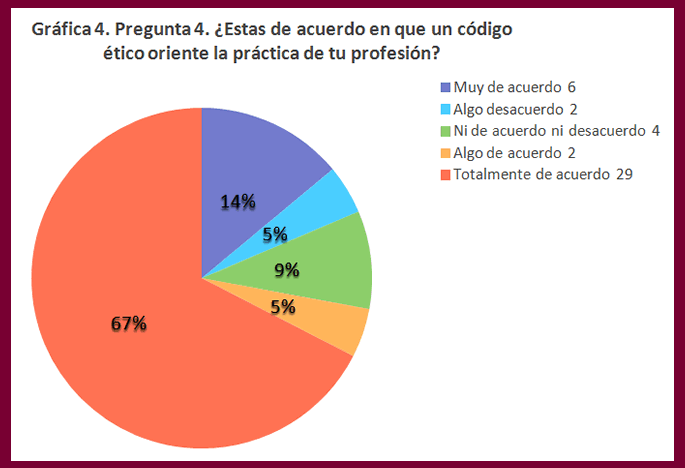 Gráfica 4. Pregunta 4. ¿Estas de acuerdo en que un código
ético oriente la práctica de tu profesión?
Muy de acuerdo 6
Algo desacuerdo 2
Ni de acuerdo ni desacuerdo 4
Algo de acuerdo 2
Totalmente de acuerdo 29
14%
5%
9%
5%
67%